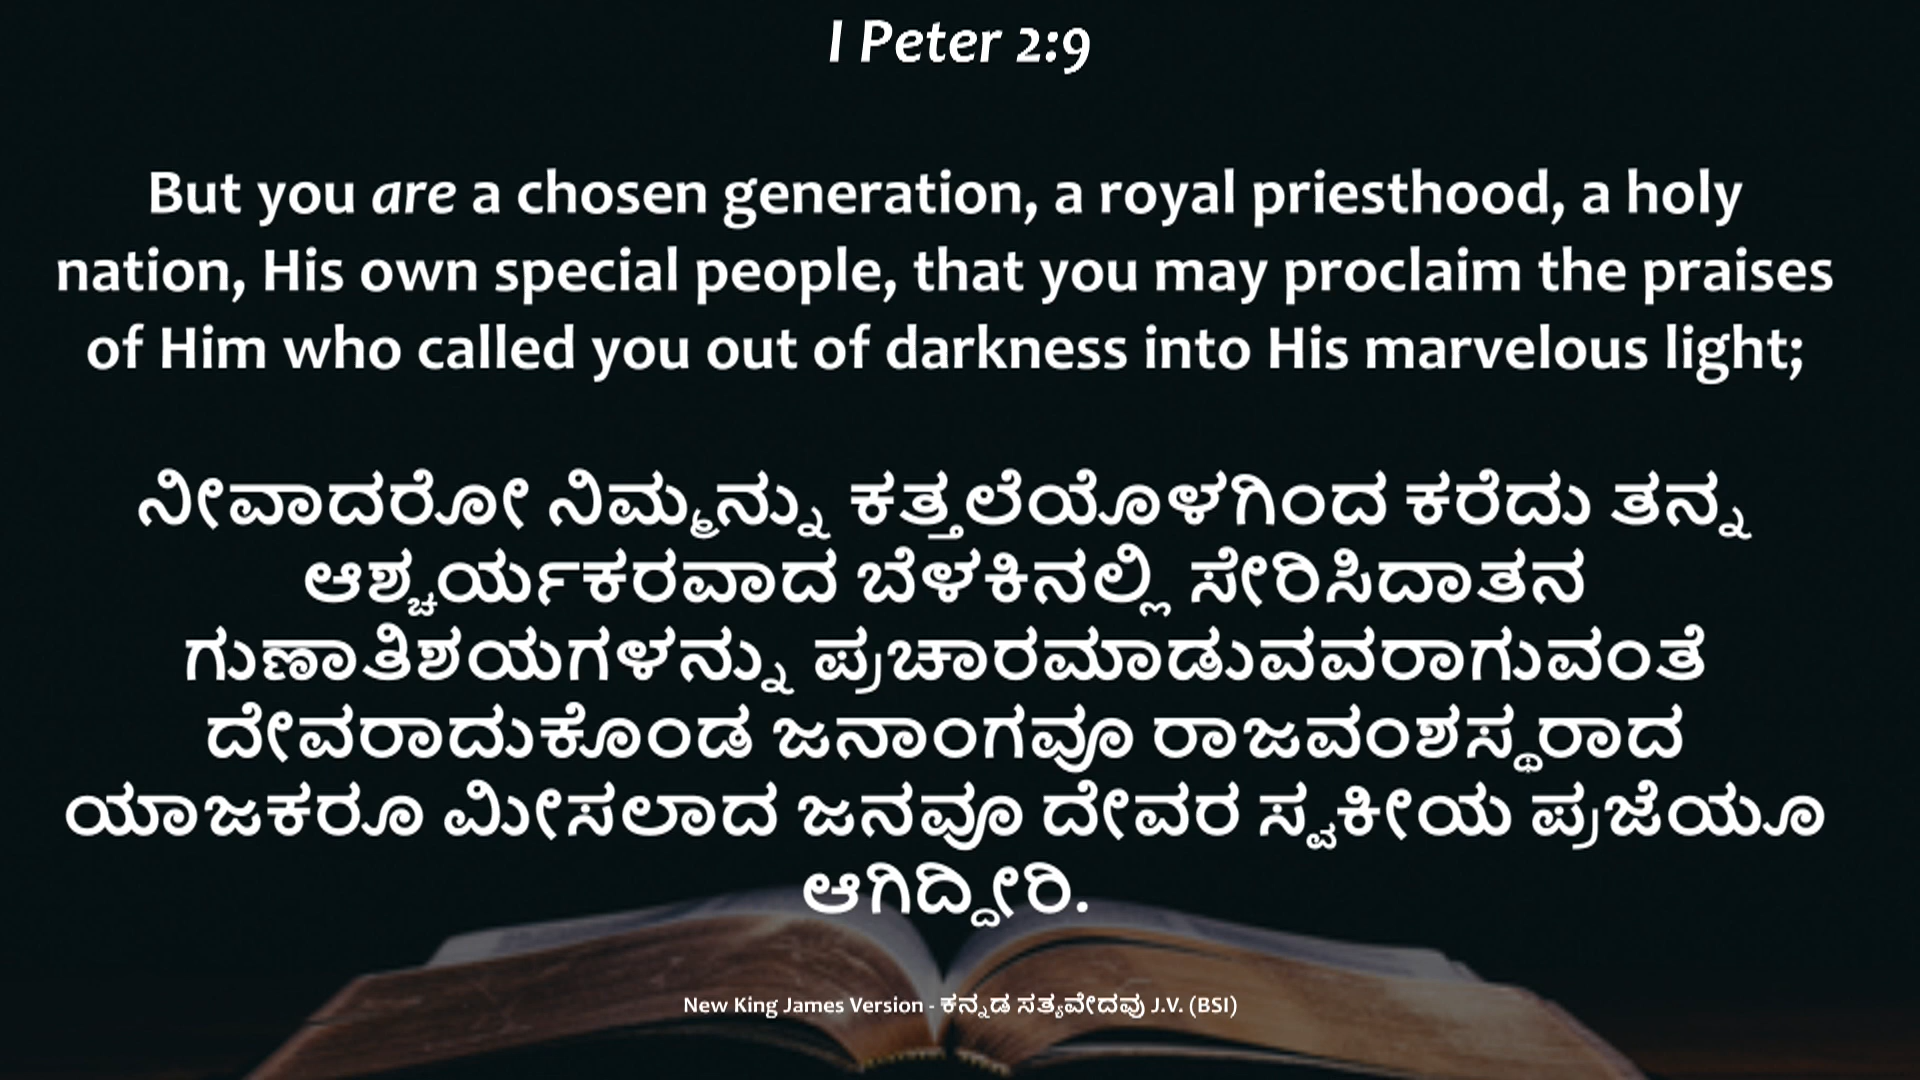 I Peter 2:9
But you are a chosen generation, a royal priesthood, a holy
nation, His own special people, that you may proclaim the praises
of Him who called you out of darkness into His marvelous light;
ನೀವಾದರೋ ನಿಮ್ಮನ್ನು ಕತ್ತಲೆಯೊಳಗಿಂದ ಕರೆದು ತನ್ನ
ಆಶ್ಚರ್ಯಕರವಾದ ಬೆಳಕಿನಲ್ಲಿ ಸೇರಿಸಿದಾತನ
ಗುಣಾತಿಶಯಗಳನ್ನು ಪ್ರಚಾರಮಾಡುವವರಾಗುವಂತೆ
ದೇವರಾದುಕೊಂಡ ಜನಾಂಗವೂ ರಾಜವಂಶಸ್ಥರಾದ
ಯಾಜಕರೂ ಮೀಸಲಾದ ಜನವೂ ದೇವರ ಸ್ವಕೀಯ ಪ್ರಜೆಯೂ
ಆಗಿದ್ದೀರಿ.
New King James Version - ಕನ್ನಡ ಸತ್ಯವೇದವು J.V. (BSI)